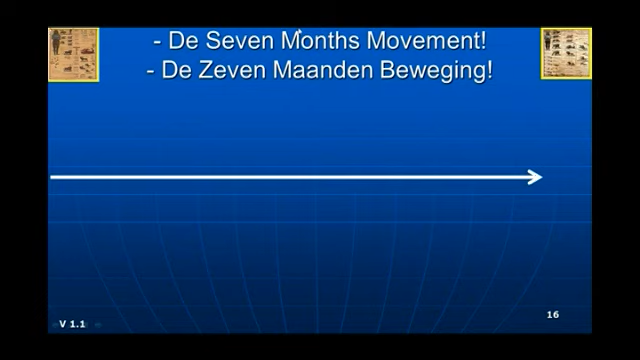 - De Seven Months Movement!
- De Zeven Maanden Beweging!
16
V 1.1